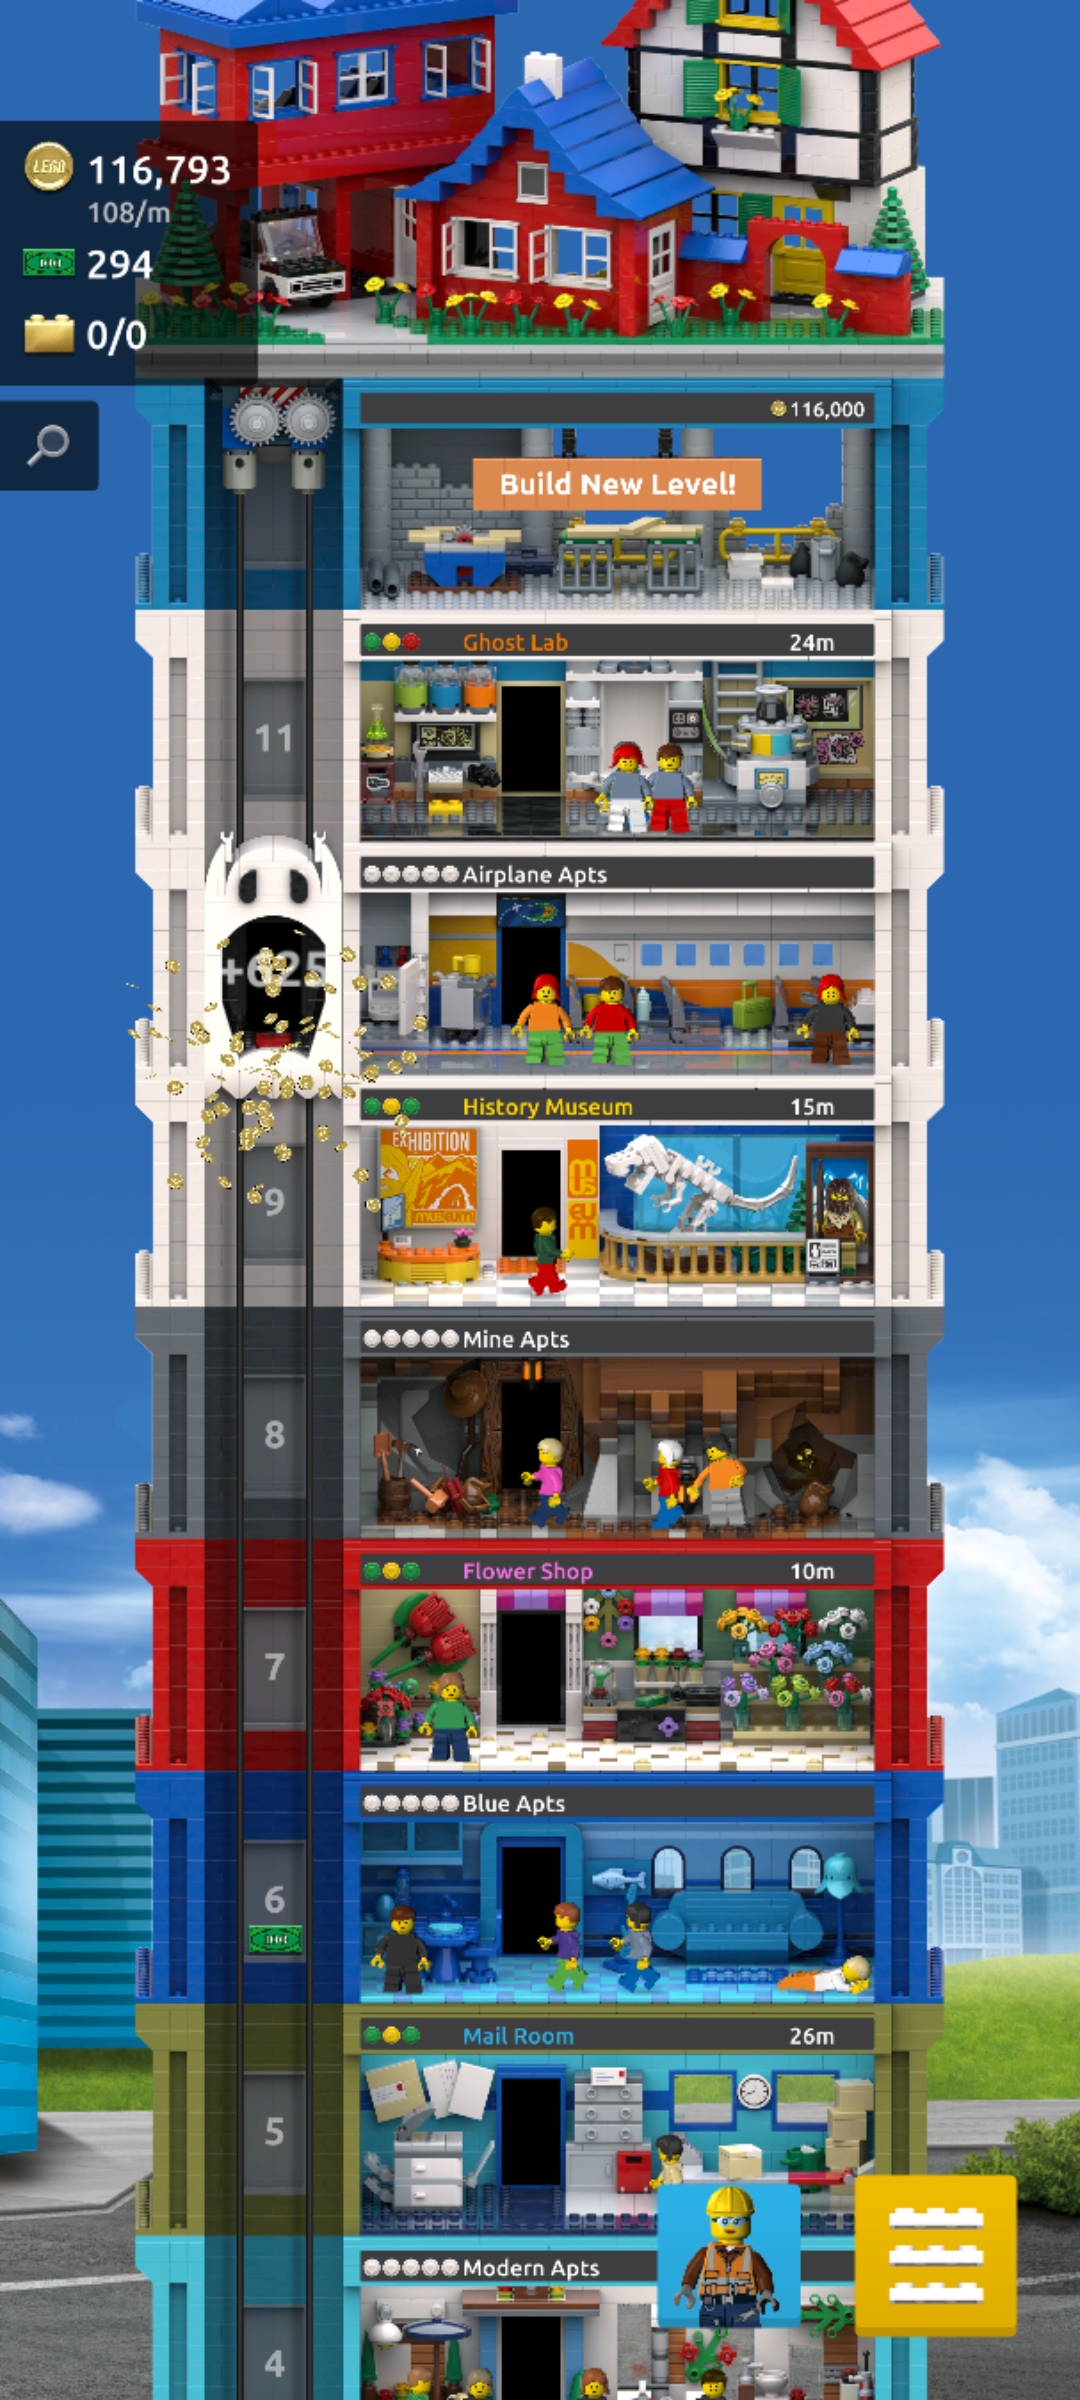 LEGO
116,793
108/m
294
0/0
116,000
Build New Level!
Ghost Lab 24m
11
Airplane Apts
+625
History Museum 15m
EXHIBITION
museum
mus
eum
9
Mine Apts
8
Flower Shop 10m
7
Blue Apts
6
Mail Room 26m
5
Modern Apts
4